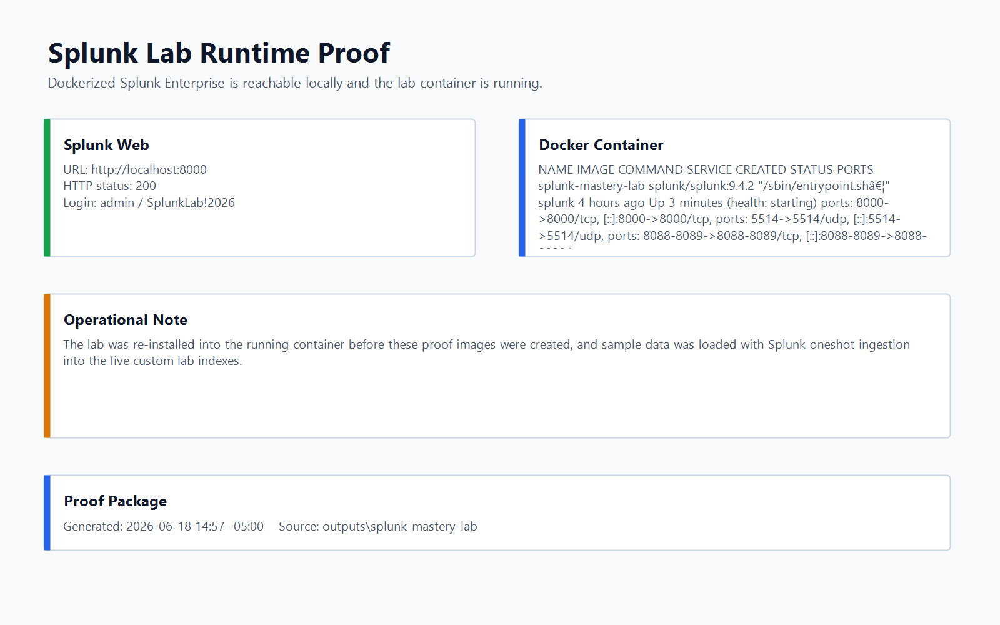 Splunk Lab Runtime Proof
Dockerized Splunk Enterprise is reachable locally and the lab container is running.
Splunk Web
URL: http://localhost:8000
HTTP status: 200
Login: admin / SplunkLab!2026
Docker Container
NAME IMAGE COMMAND SERVICE CREATED STATUS PORTS
splunk-mastery-lab splunk/splunk:9.4.2 "/sbin/entrypoint.shâ€¦"
splunk 4 hours ago Up 3 minutes (health: starting) ports: 8000-
>8000/tcp, [::]:8000->8000/tcp, ports: 5514->5514/udp, [::]:5514-
>5514/udp, ports: 8088-8089->8088-8089/tcp, [::]:8088-8089->8088-
Operational Note
The lab was re-installed into the running container before these proof images were created, and sample data was loaded with Splunk oneshot ingestion
into the five custom lab indexes.
Proof Package
Generated: 2026-06-18 14:57 -05:00 Source: outputs\splunk-mastery-lab